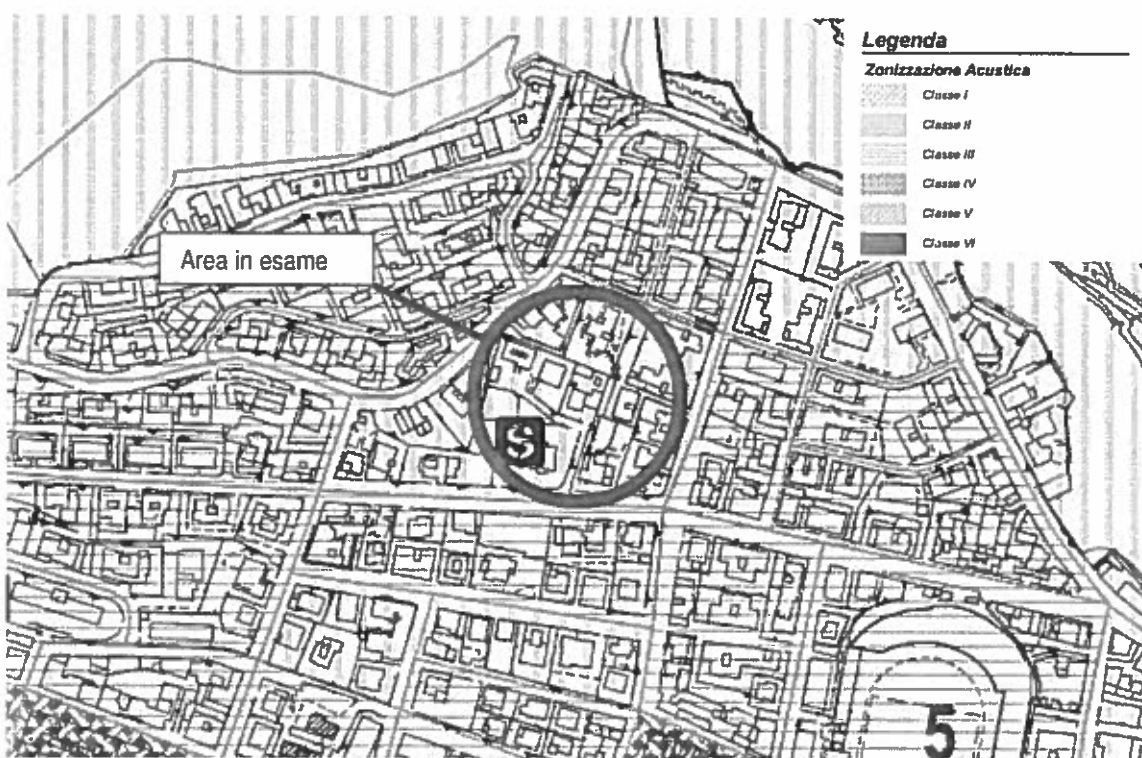 Legenda
Zonizzazione Acustica
Classe I
Classe II
Classe III
Classe IV
Classe V
Classe VI
Area in esame
S
5